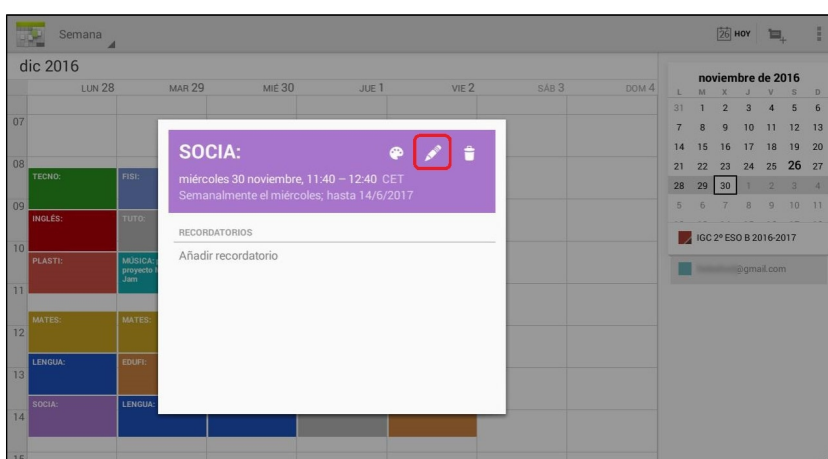 Semana
26 HOY
dic 2016
LUN 28 MAR 29 MIÉ 30 JUE 1 VIE 2 SÁB 3 DOM 4
07
08
09
10
11
12
13
14
15
TECNO:
FISI:
INGLÉS:
TUTO:
PLASTI:
MÚSICA:
proyecto
Jam
MATES:
MATES:
LENGUA:
EDUFI:
SOCIA:
LENGUA:
SOCIA:
miércoles 30 noviembre, 11:40 – 12:40 CET
Semanalmente el miércoles; hasta 14/6/2017
RECORDATORIOS
Añadir recordatorio
noviembre de 2016
L M X J V S D
31 1 2 3 4 5 6
7 8 9 10 11 12 13
14 15 16 17 18 19 20
21 22 23 24 25 26 27
28 29 30 1 2 3 4
5 6 7 8 9 10 11
IGC 2º ESO B 2016-2017
@gmail.com